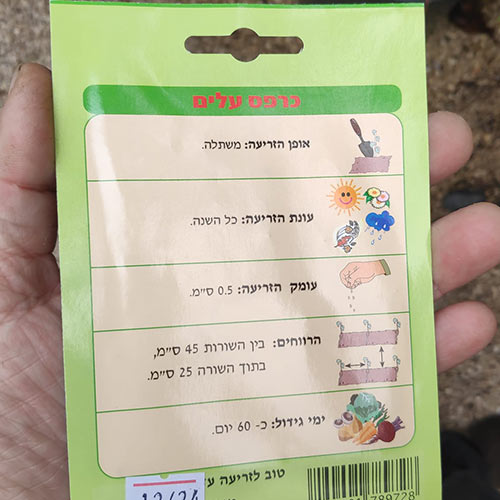 כרפס עלים
אופן הזריעה: משתלה.
עונת הזריעה: כל השנה.
עומק הזריעה: 0.5 ס״מ.
הרווחים: בין השורות 45 ס״מ,
בתוך השורה 25 ס״מ.
ימי גידול: כ- 60 יום.
טוב לזריעה
12/24
789728